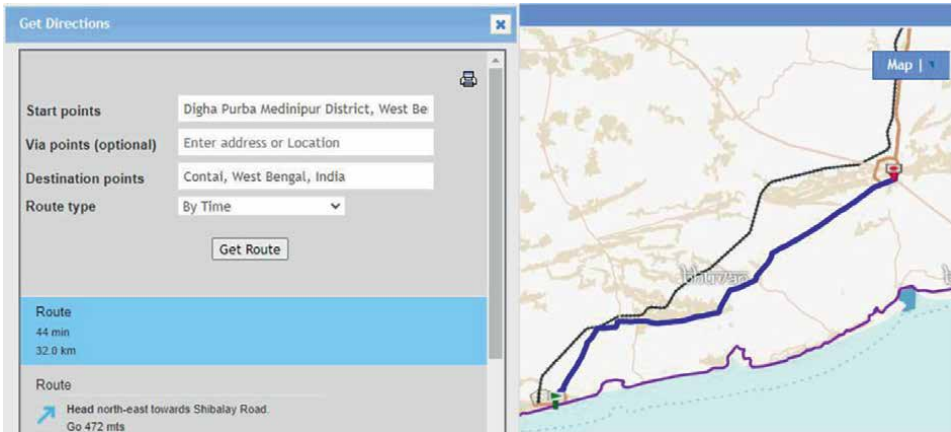 Get Directions
Start points
Digha Purba Medinipur District, West Be
Via points (optional)
Enter address or Location
Destination points
Contai, West Bengal, India
Route type
By Time
Get Route
Route
44 min
32.0 km
Route
Head north-east towards Shibalay Road.
Go 472 mts
Map |
bhuvan